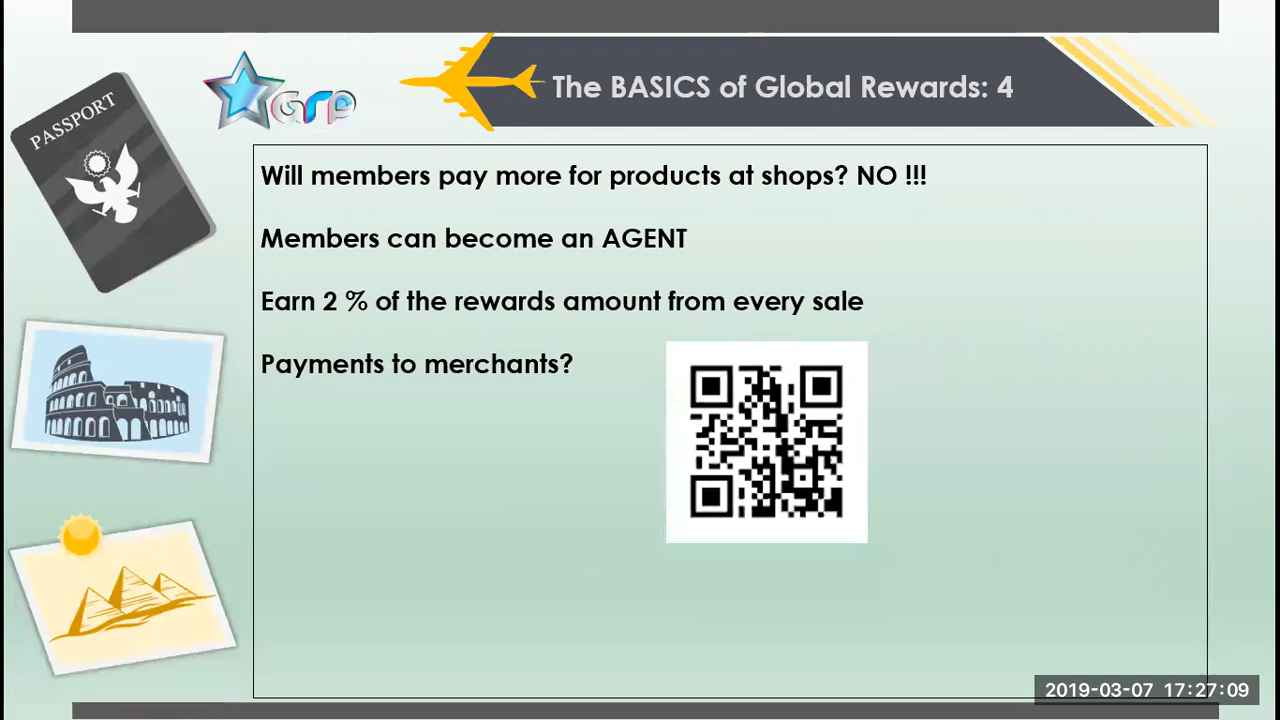 PASSPORT
GRP
The BASICS of Global Rewards: 4
Will members pay more for products at shops? NO !!!
Members can become an AGENT
Earn 2 % of the rewards amount from every sale
Payments to merchants?
2019-03-07 17:27:09